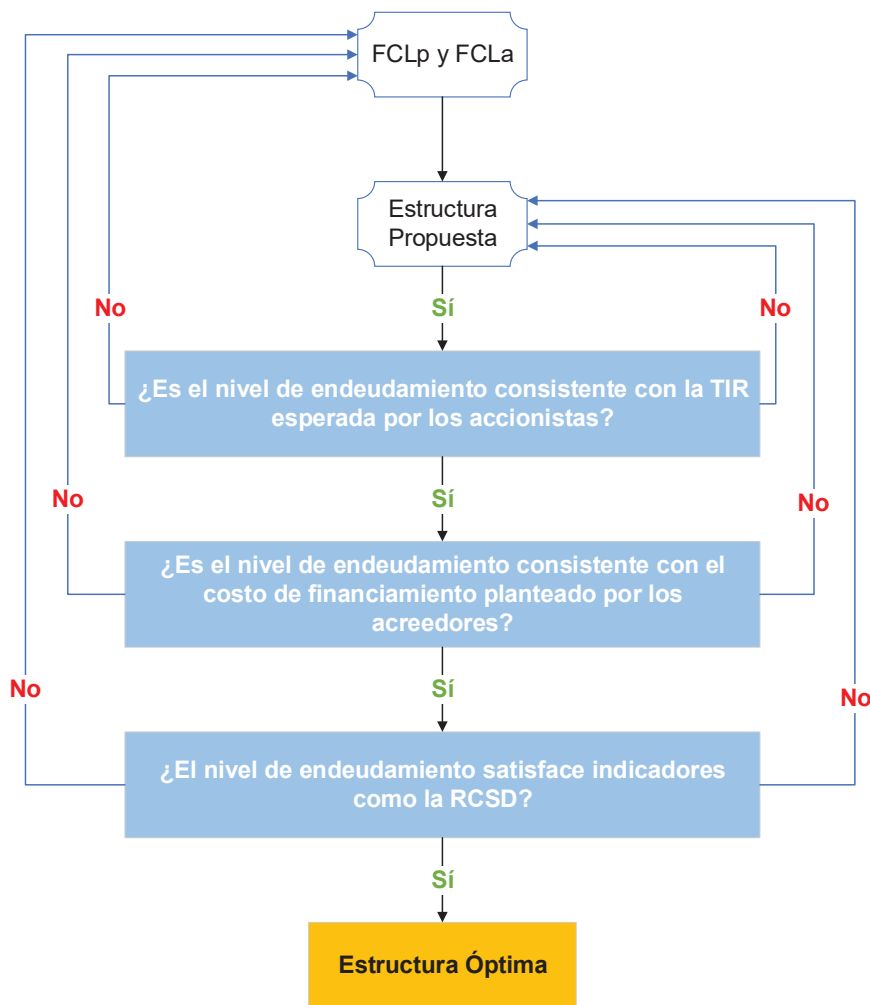 FCLp y FCLa
Estructura
Propuesta
No
Sí
No
¿Es el nivel de endeudamiento consistente con la TIR
esperada por los accionistas?
No
Sí
No
¿Es el nivel de endeudamiento consistente con el
costo de financiamiento planteado por los
acreedores?
No
Sí
No
¿El nivel de endeudamiento satisface indicadores
como la RCSD?
Sí
Estructura Óptima